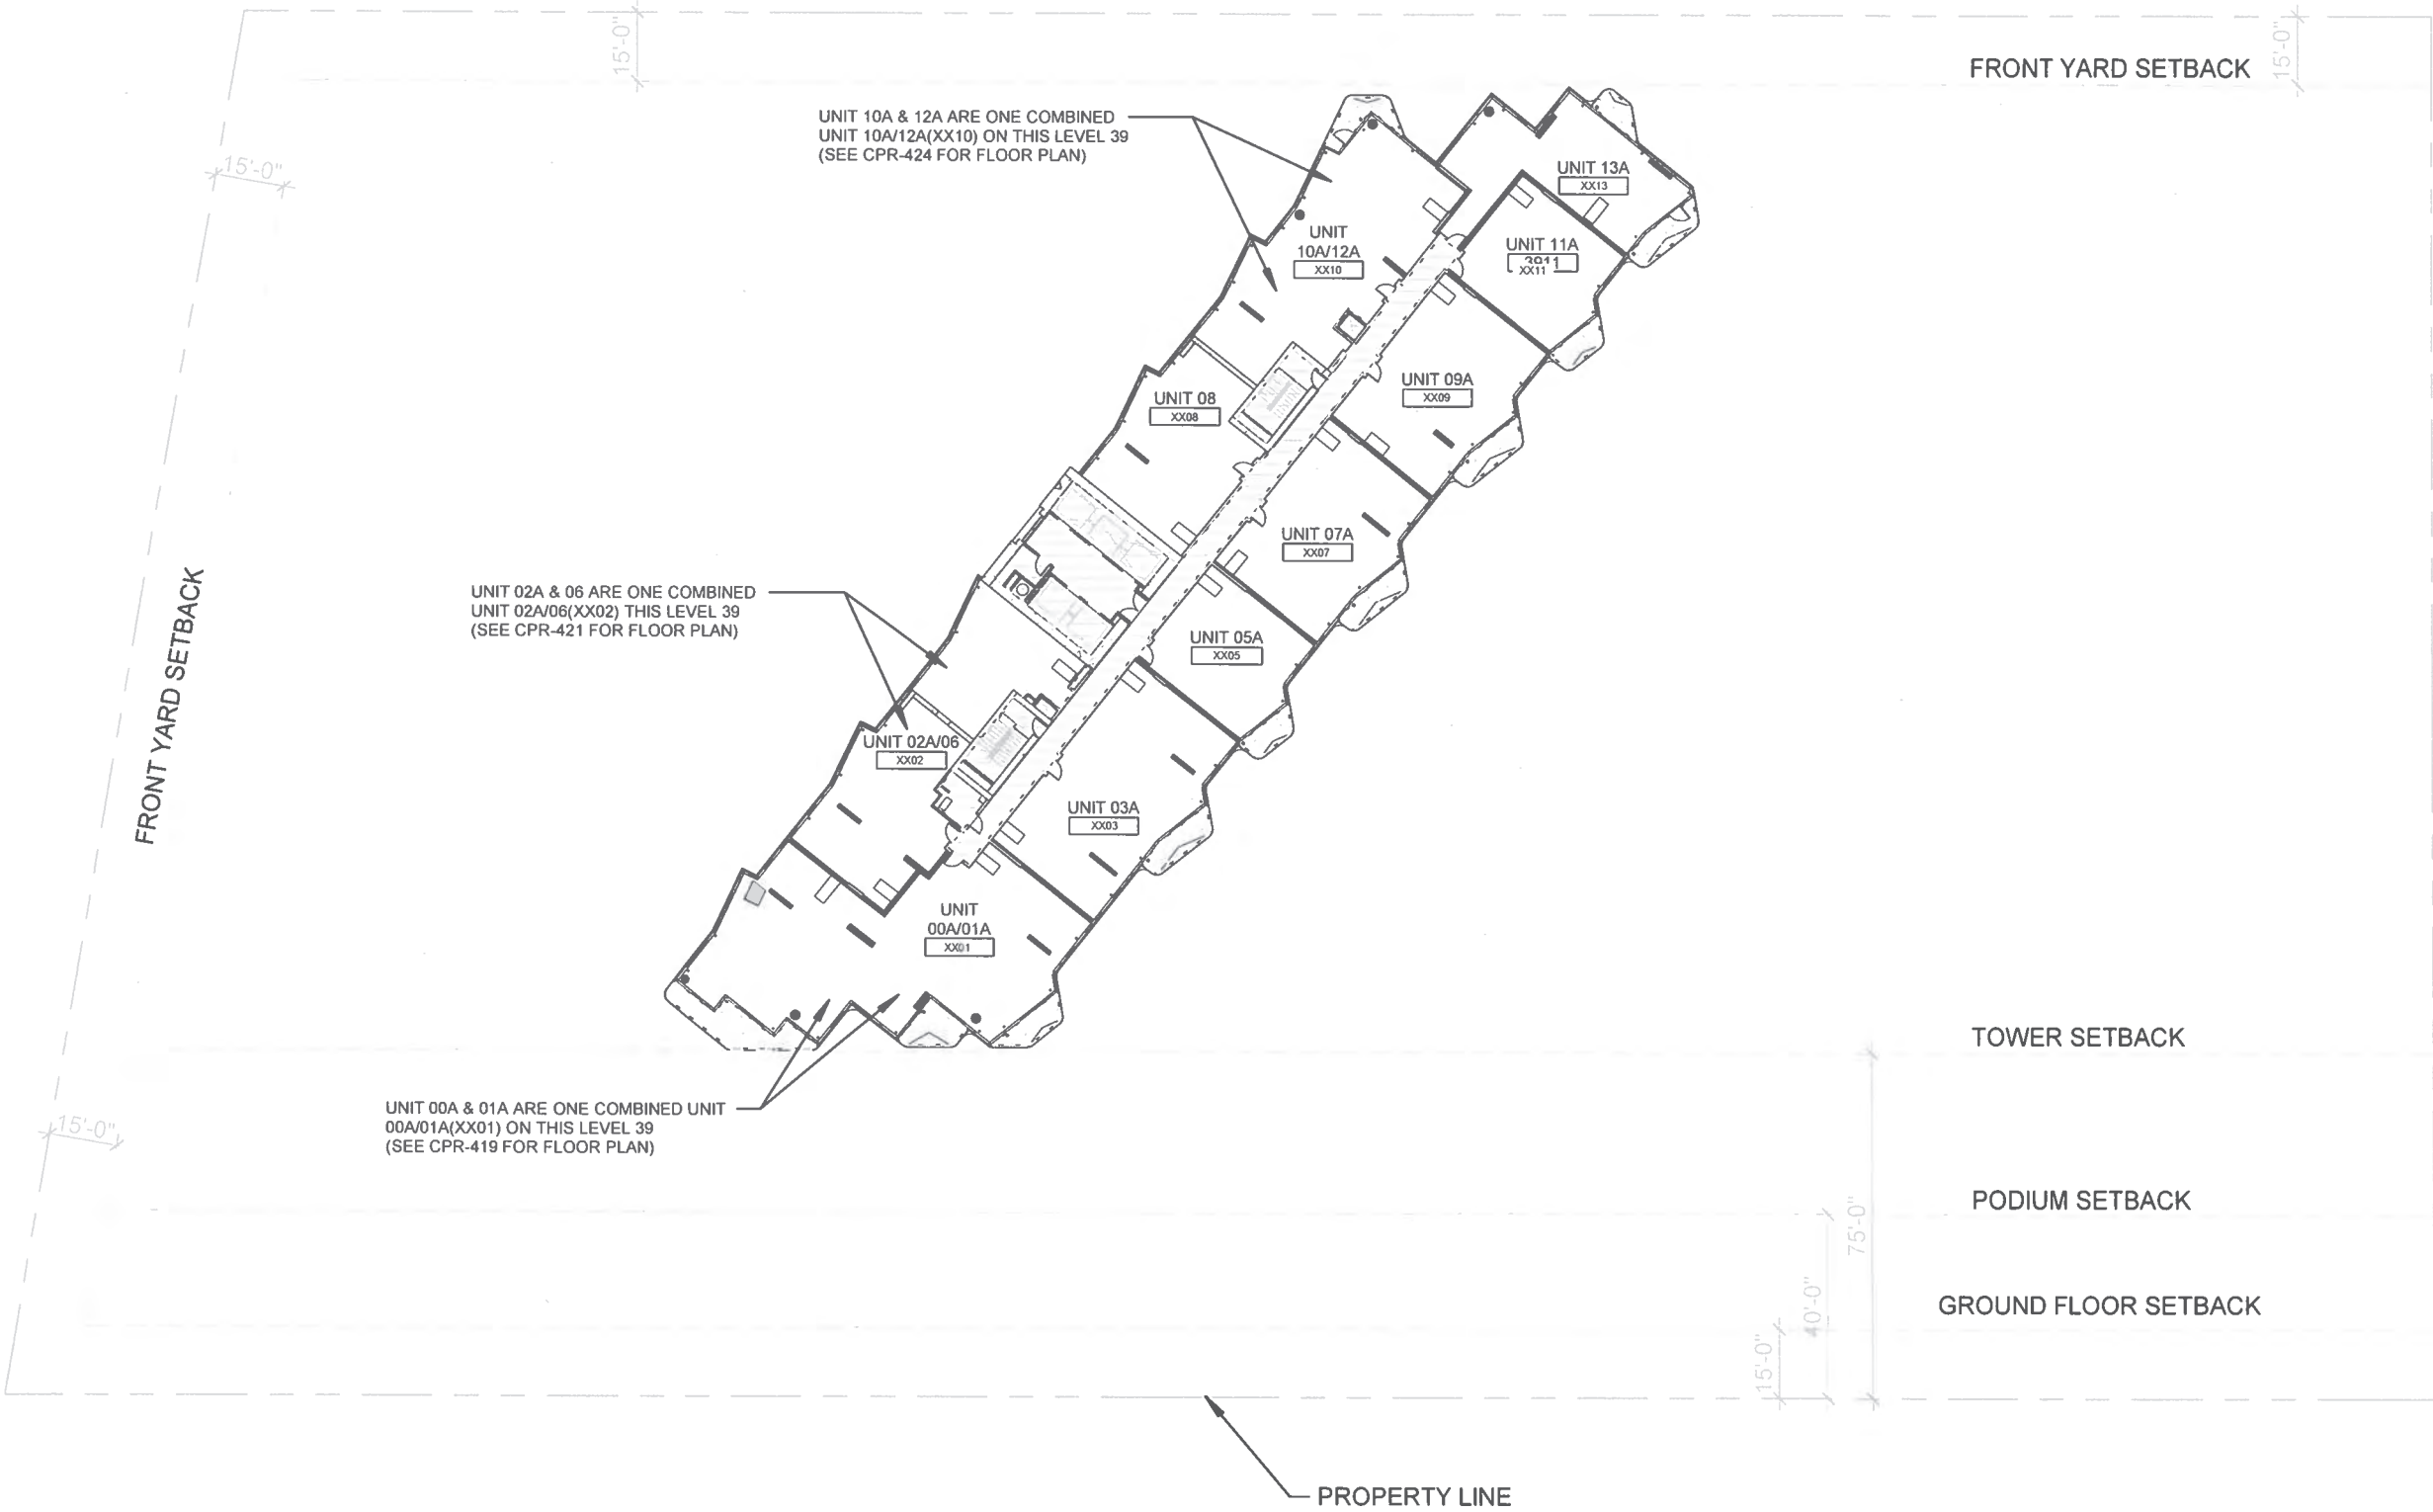 15'-0"
15'-0"
FRONT YARD SETBACK
15'-0"
UNIT 10A & 12A ARE ONE COMBINED
UNIT 10A/12A(XX10) ON THIS LEVEL 39
(SEE CPR-424 FOR FLOOR PLAN)
UNIT 13A
XX13
UNIT 11A
3911
XX11
UNIT
10A/12A
XX10
UNIT 09A
XX09
UNIT 08
XX08
UNIT 07A
XX07
UNIT 02A & 06 ARE ONE COMBINED
UNIT 02A/06(XX02) THIS LEVEL 39
(SEE CPR-421 FOR FLOOR PLAN)
FRONT YARD SETBACK
UNIT 05A
XX05
UNIT 02A/06
XX02
UNIT 03A
XX03
UNIT
00A/01A
XX01
TOWER SETBACK
UNIT 00A & 01A ARE ONE COMBINED UNIT
00A/01A(XX01) ON THIS LEVEL 39
(SEE CPR-419 FOR FLOOR PLAN)
15'-0"
PODIUM SETBACK
75'-0"
40'-0"
GROUND FLOOR SETBACK
15'-0"
PROPERTY LINE